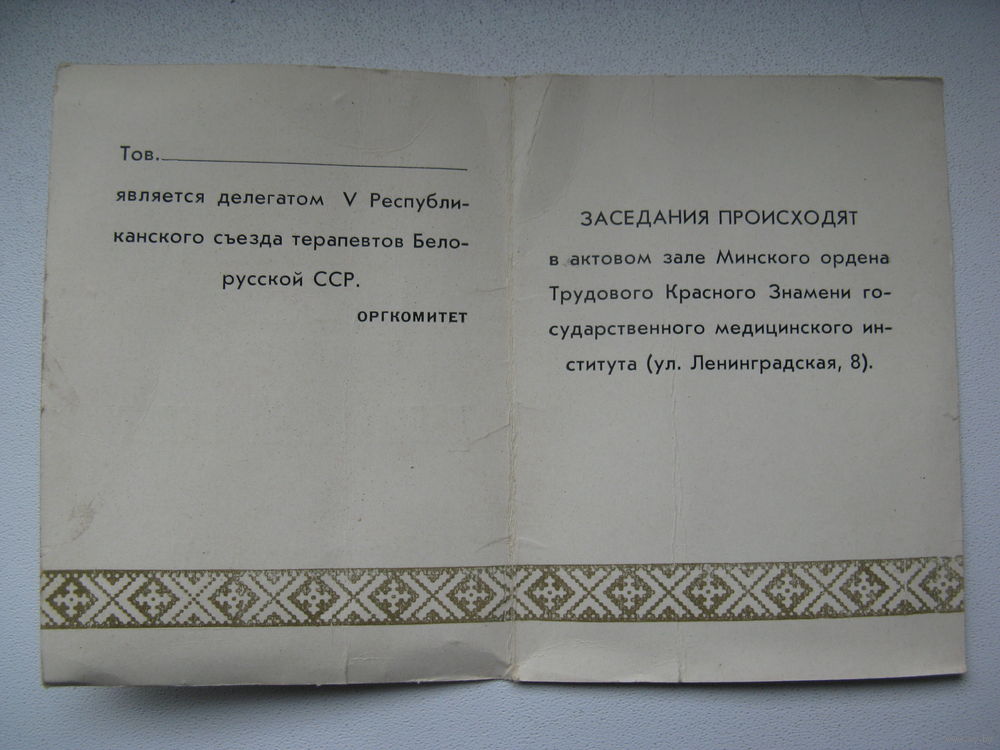 Тов.
является делегатом V Республи-
канского съезда терапевтов Бело-
русской ССР.
ОРГКОМИТЕТ
ЗАСЕДАНИЯ ПРОИСХОДЯТ
в актовом зале Минского ордена
Трудового Красного Знамени го-
сударственного медицинского ин-
ститута (ул. Ленинградская, 8).